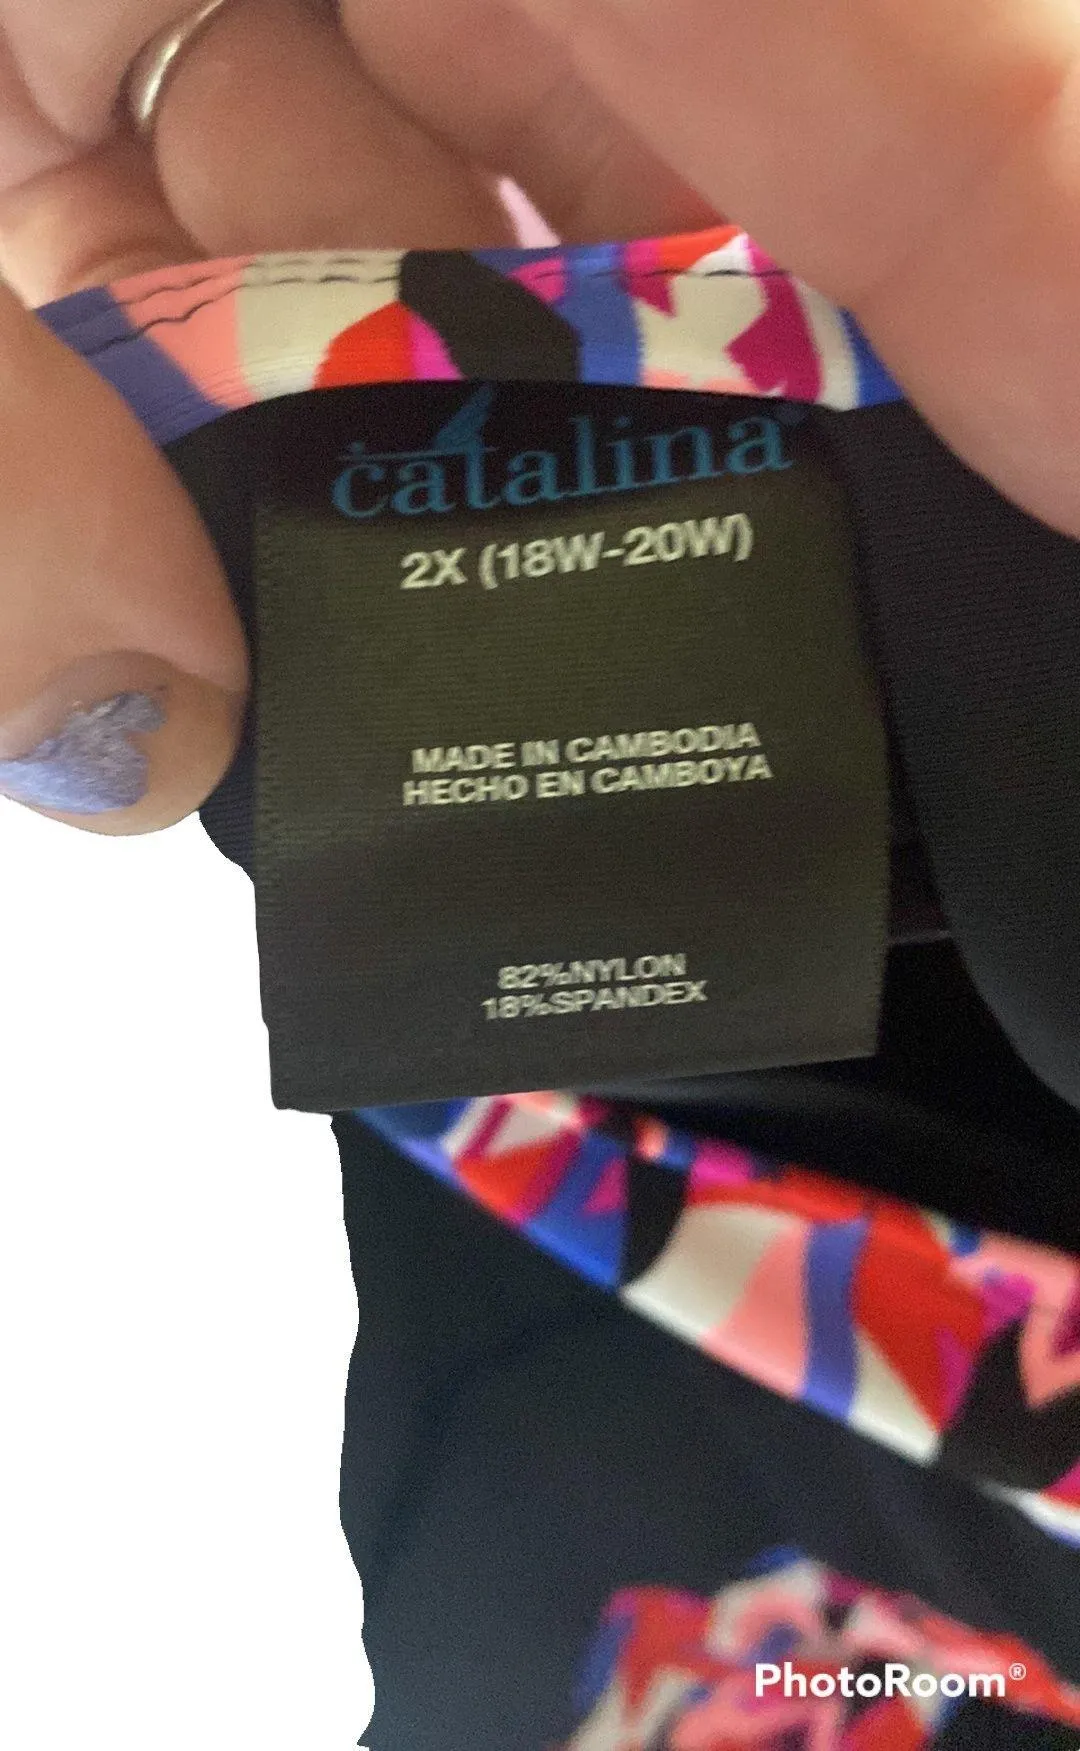 catalina®
2X (18W-20W)
MADE IN CAMBODIA
HECHO EN CAMBOYA
82%NYLON
18%SPANDEX
PhotoRoom®